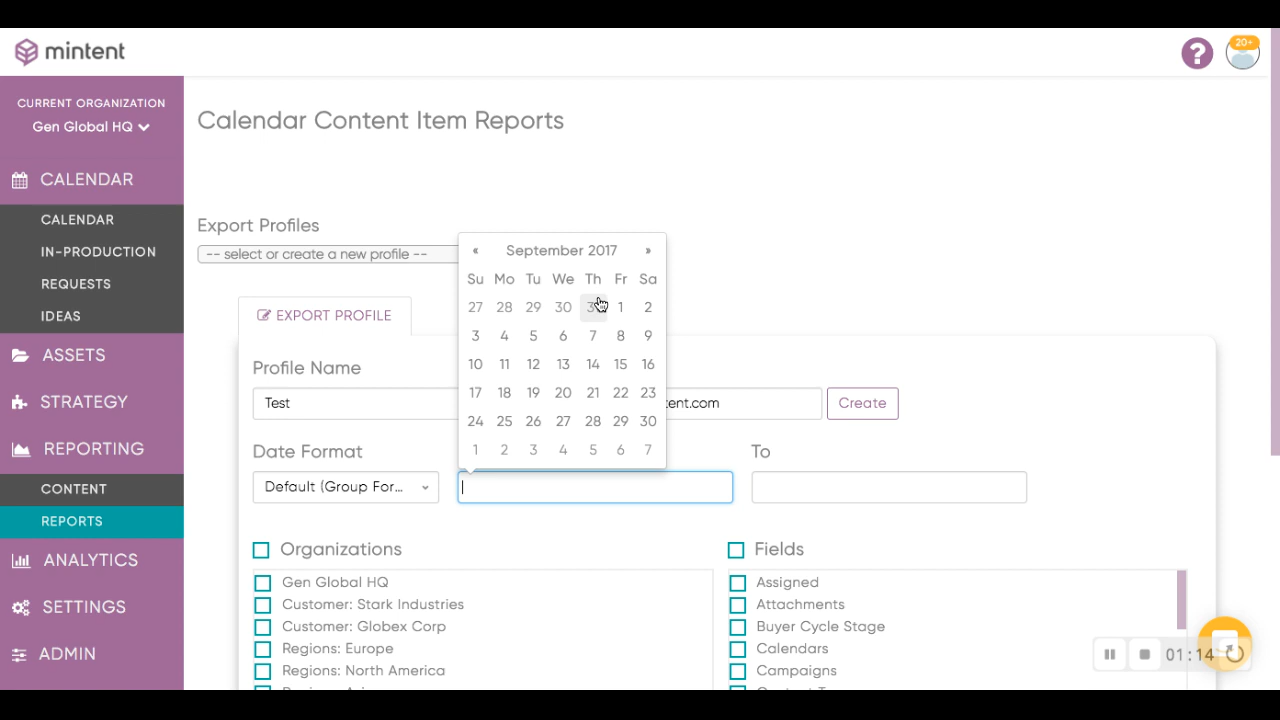 mintent
?
20+
CURRENT ORGANIZATION
Gen Global HQ
CALENDAR
CALENDAR
IN-PRODUCTION
REQUESTS
IDEAS
ASSETS
STRATEGY
REPORTING
CONTENT
REPORTS
ANALYTICS
SETTINGS
ADMIN
Calendar Content Item Reports
Export Profiles
-- select or create a new profile --
« September 2017 »
Su Mo Tu We Th Fr Sa
27 28 29 30 1 2
3 4 5 6 7 8 9
10 11 12 13 14 15 16
17 18 19 20 21 22 23
24 25 26 27 28 29 30
1 2 3 4 5 6 7
EXPORT PROFILE
Profile Name
Test
tent.com
Create
Date Format
To
Default (Group For...
Organizations
Gen Global HQ
Customer: Stark Industries
Customer: Globex Corp
Regions: Europe
Regions: North America
Fields
Assigned
Attachments
Buyer Cycle Stage
Calendars
Campaigns
01:14